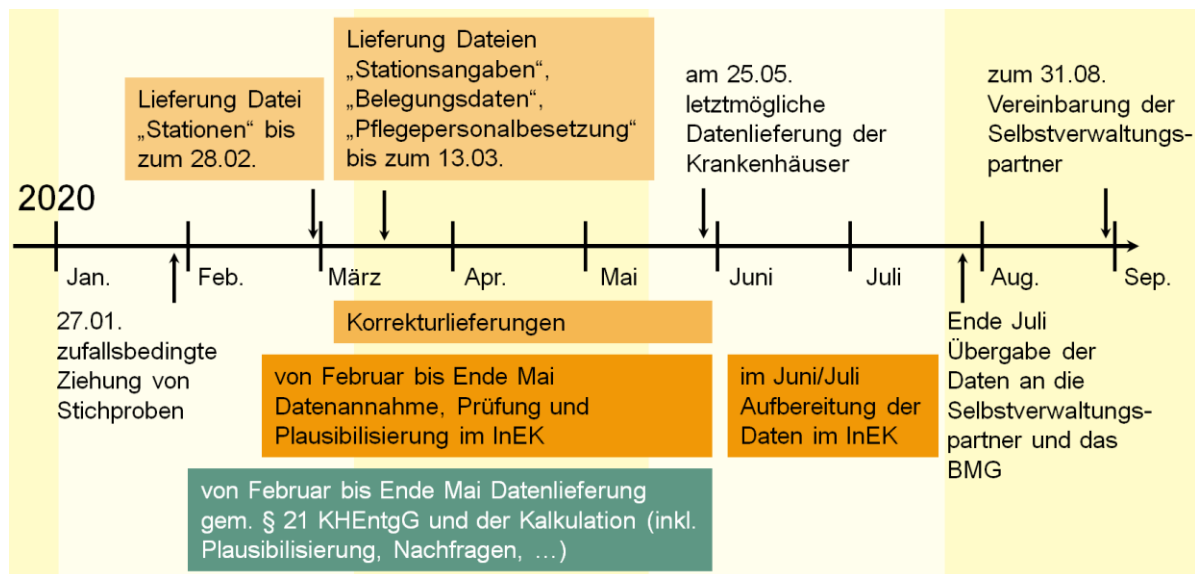 Lieferung Datei
„Stationen“ bis
zum 28.02.
Lieferung Dateien
„Stationsangaben“,
„Belegungsdaten“,
„Pflegepersonalbesetzung“
bis zum 13.03.
am 25.05.
letztmögliche
Datenlieferung der
Krankenhäuser
zum 31.08.
Vereinbarung der
Selbstverwaltungs-
partner
2020
Jan.
Feb.
März
Apr.
Mai
Juni
Juli
Aug.
Sep.
27.01.
zufallsbedingte
Ziehung von
Stichproben
Korrekturlieferungen
von Februar bis Ende Mai
Datenannahme, Prüfung und
Plausibilisierung im InEK
im Juni/Juli
Aufbereitung der
Daten im InEK
Ende Juli
Übergabe der
Daten an die
Selbstverwaltungs-
partner und das
BMG
von Februar bis Ende Mai Datenlieferung
gem. § 21 KHEntgG und der Kalkulation (inkl.
Plausibilisierung, Nachfragen, …)